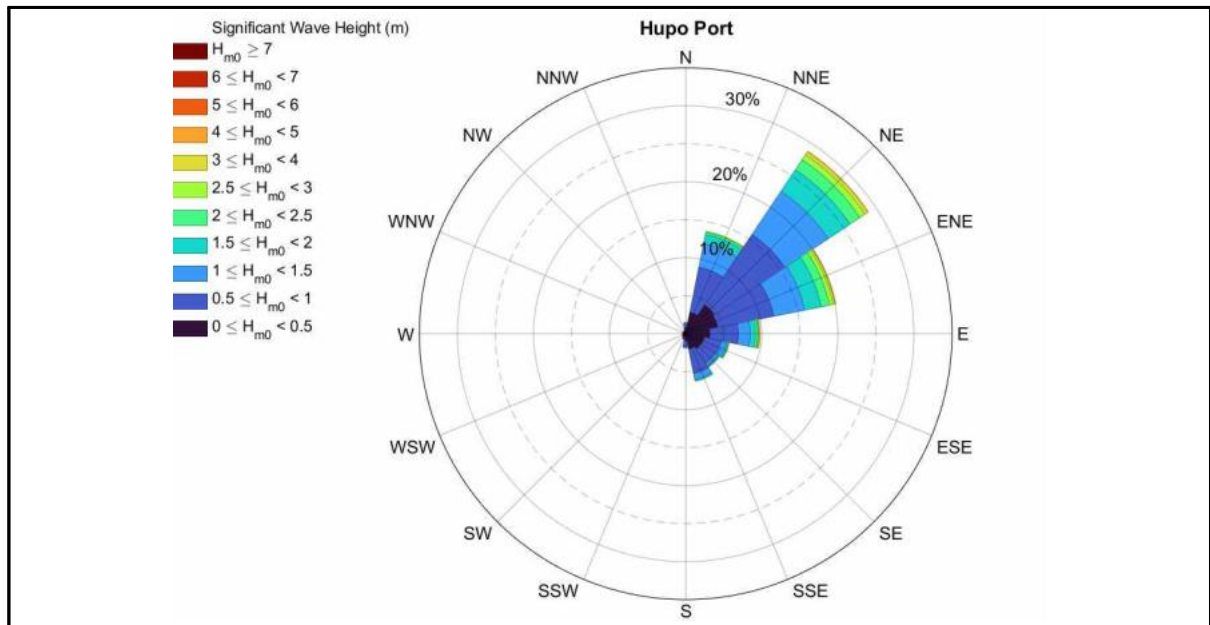 Significant Wave Height (m)
Hm0 ≥ 7
6 ≤ Hm0 < 7
5 ≤ Hm0 < 6
4 ≤ Hm0 < 5
3 ≤ Hm0 < 4
2.5 ≤ Hm0 < 3
2 ≤ Hm0 < 2.5
1.5 ≤ Hm0 < 2
1 ≤ Hm0 < 1.5
0.5 ≤ Hm0 < 1
0 ≤ Hm0 < 0.5
Hupo Port
N
NNW
NNE
30%
NW
NE
20%
WNW
ENE
10%
W
E
WSW
ESE
SW
SE
SSW
SSE
S